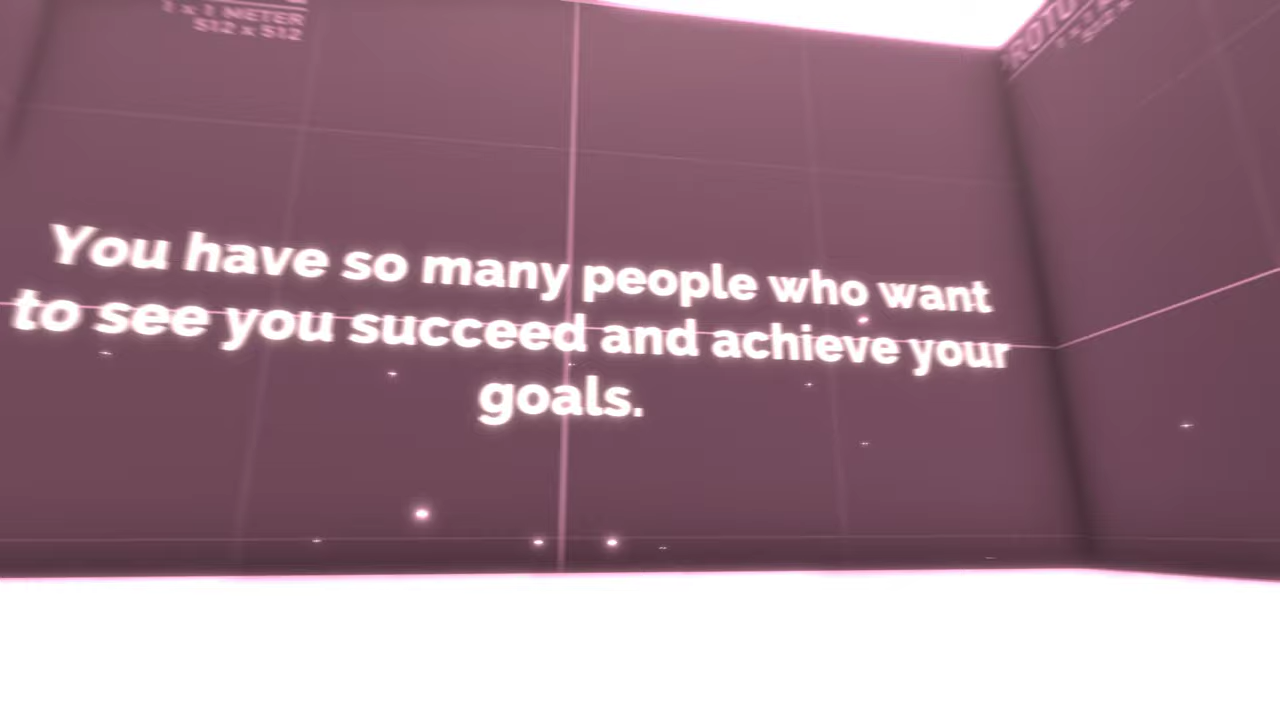 1 x 1 METER
512 x 512
You have so many people who want
to see you succeed and achieve your
goals.